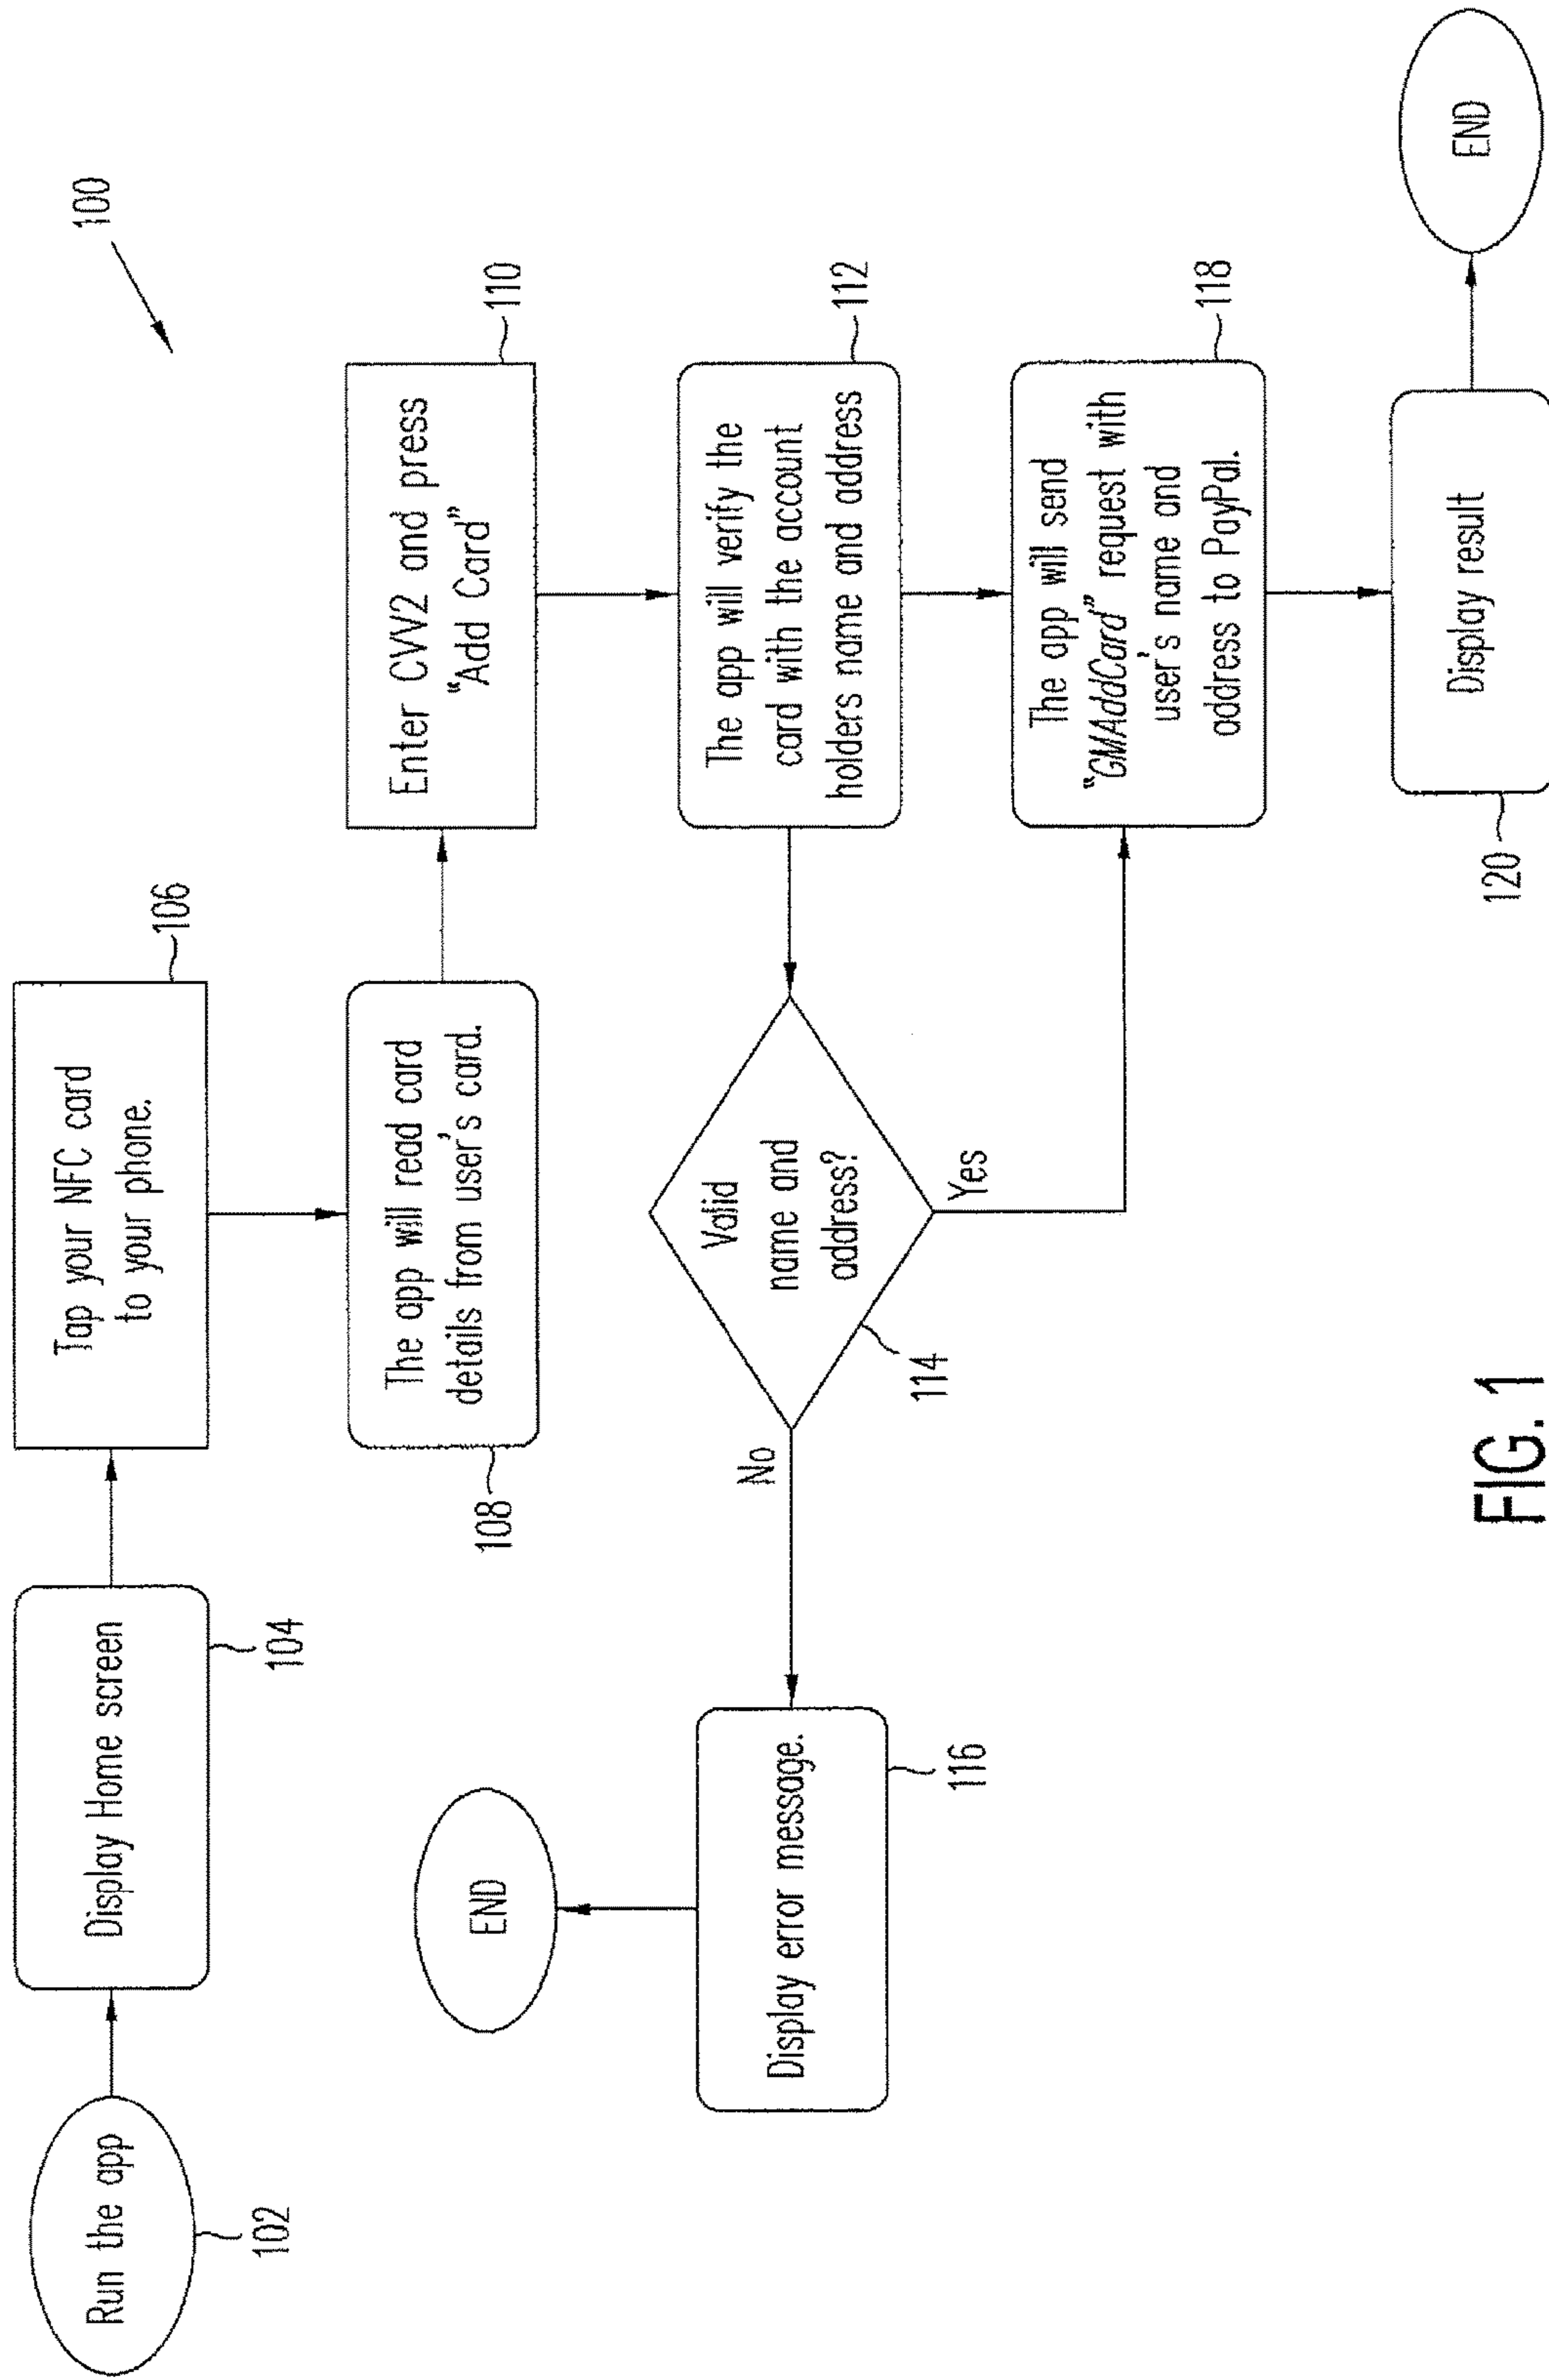 100
Run the app
102
Display Home screen
104
Tap your NFC card
to your phone.
106
The app will read card
details from user's card.
108
Enter CVV2 and press
“Add Card”
110
The app will verify the
card with the account
holders name and address
112
Valid
name and
address?
114
No
Yes
Display error message.
116
END
The app will send
“GMAddCard” request with
user's name and
address to PayPal.
118
Display result
120
END
FIG. 1